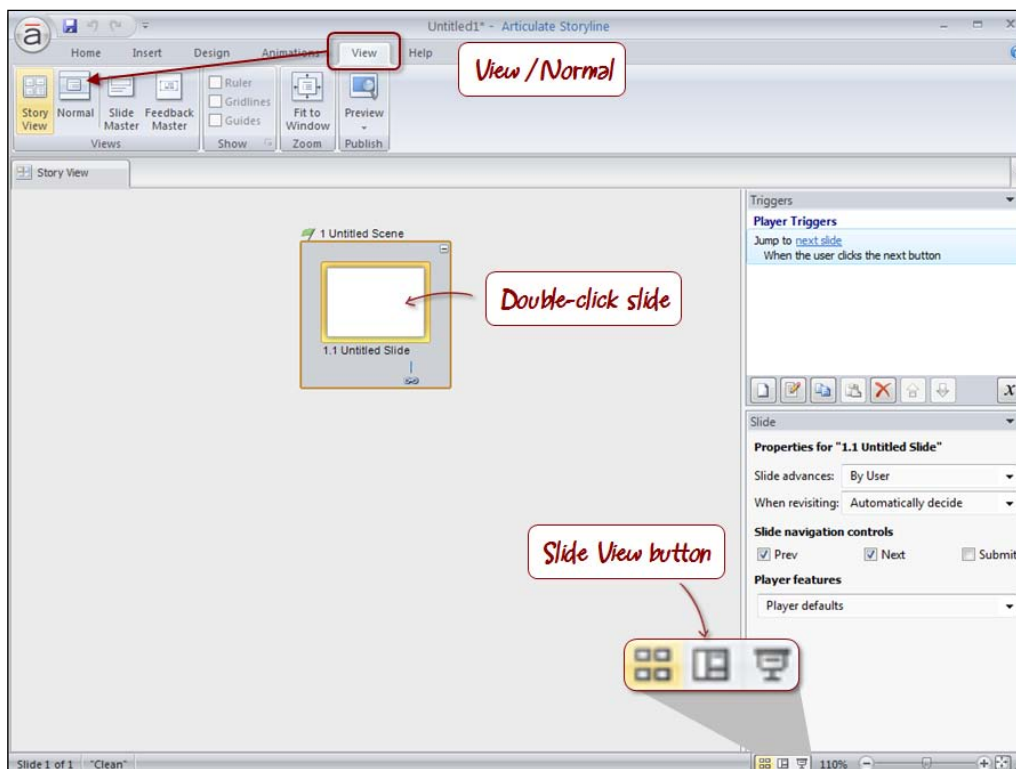 Untitled1* - Articulate Storyline
Home Insert Design Animations View Help
View / Normal
Story View
Normal
Slide Master
Feedback Master
Views
Ruler
Gridlines
Guides
Show
Fit to Window
Zoom
Preview
Publish
Story View
1 Untitled Scene
1.1 Untitled Slide
Double-click slide
Triggers
Player Triggers
Jump to next slide
When the user clicks the next button
x
Slide
Properties for "1.1 Untitled Slide"
Slide advances: By User
When revisiting: Automatically decide
Slide navigation controls
Prev Next Submit
Player features
Player defaults
Slide View button
Slide 1 of 1 "Clean" 110%